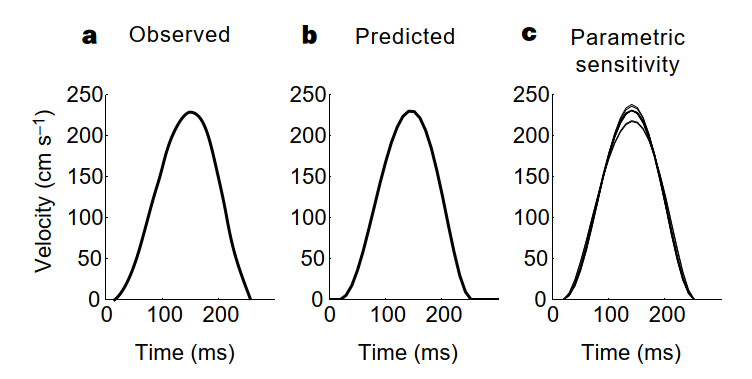 a Observed
b Predicted
c Parametric
sensitivity
Velocity (cm s⁻¹)
250
200
150
100
50
0
0 100 200
Time (ms)
250
200
150
100
50
0
0 100 200
Time (ms)
250
200
150
100
50
0
0 100 200
Time (ms)